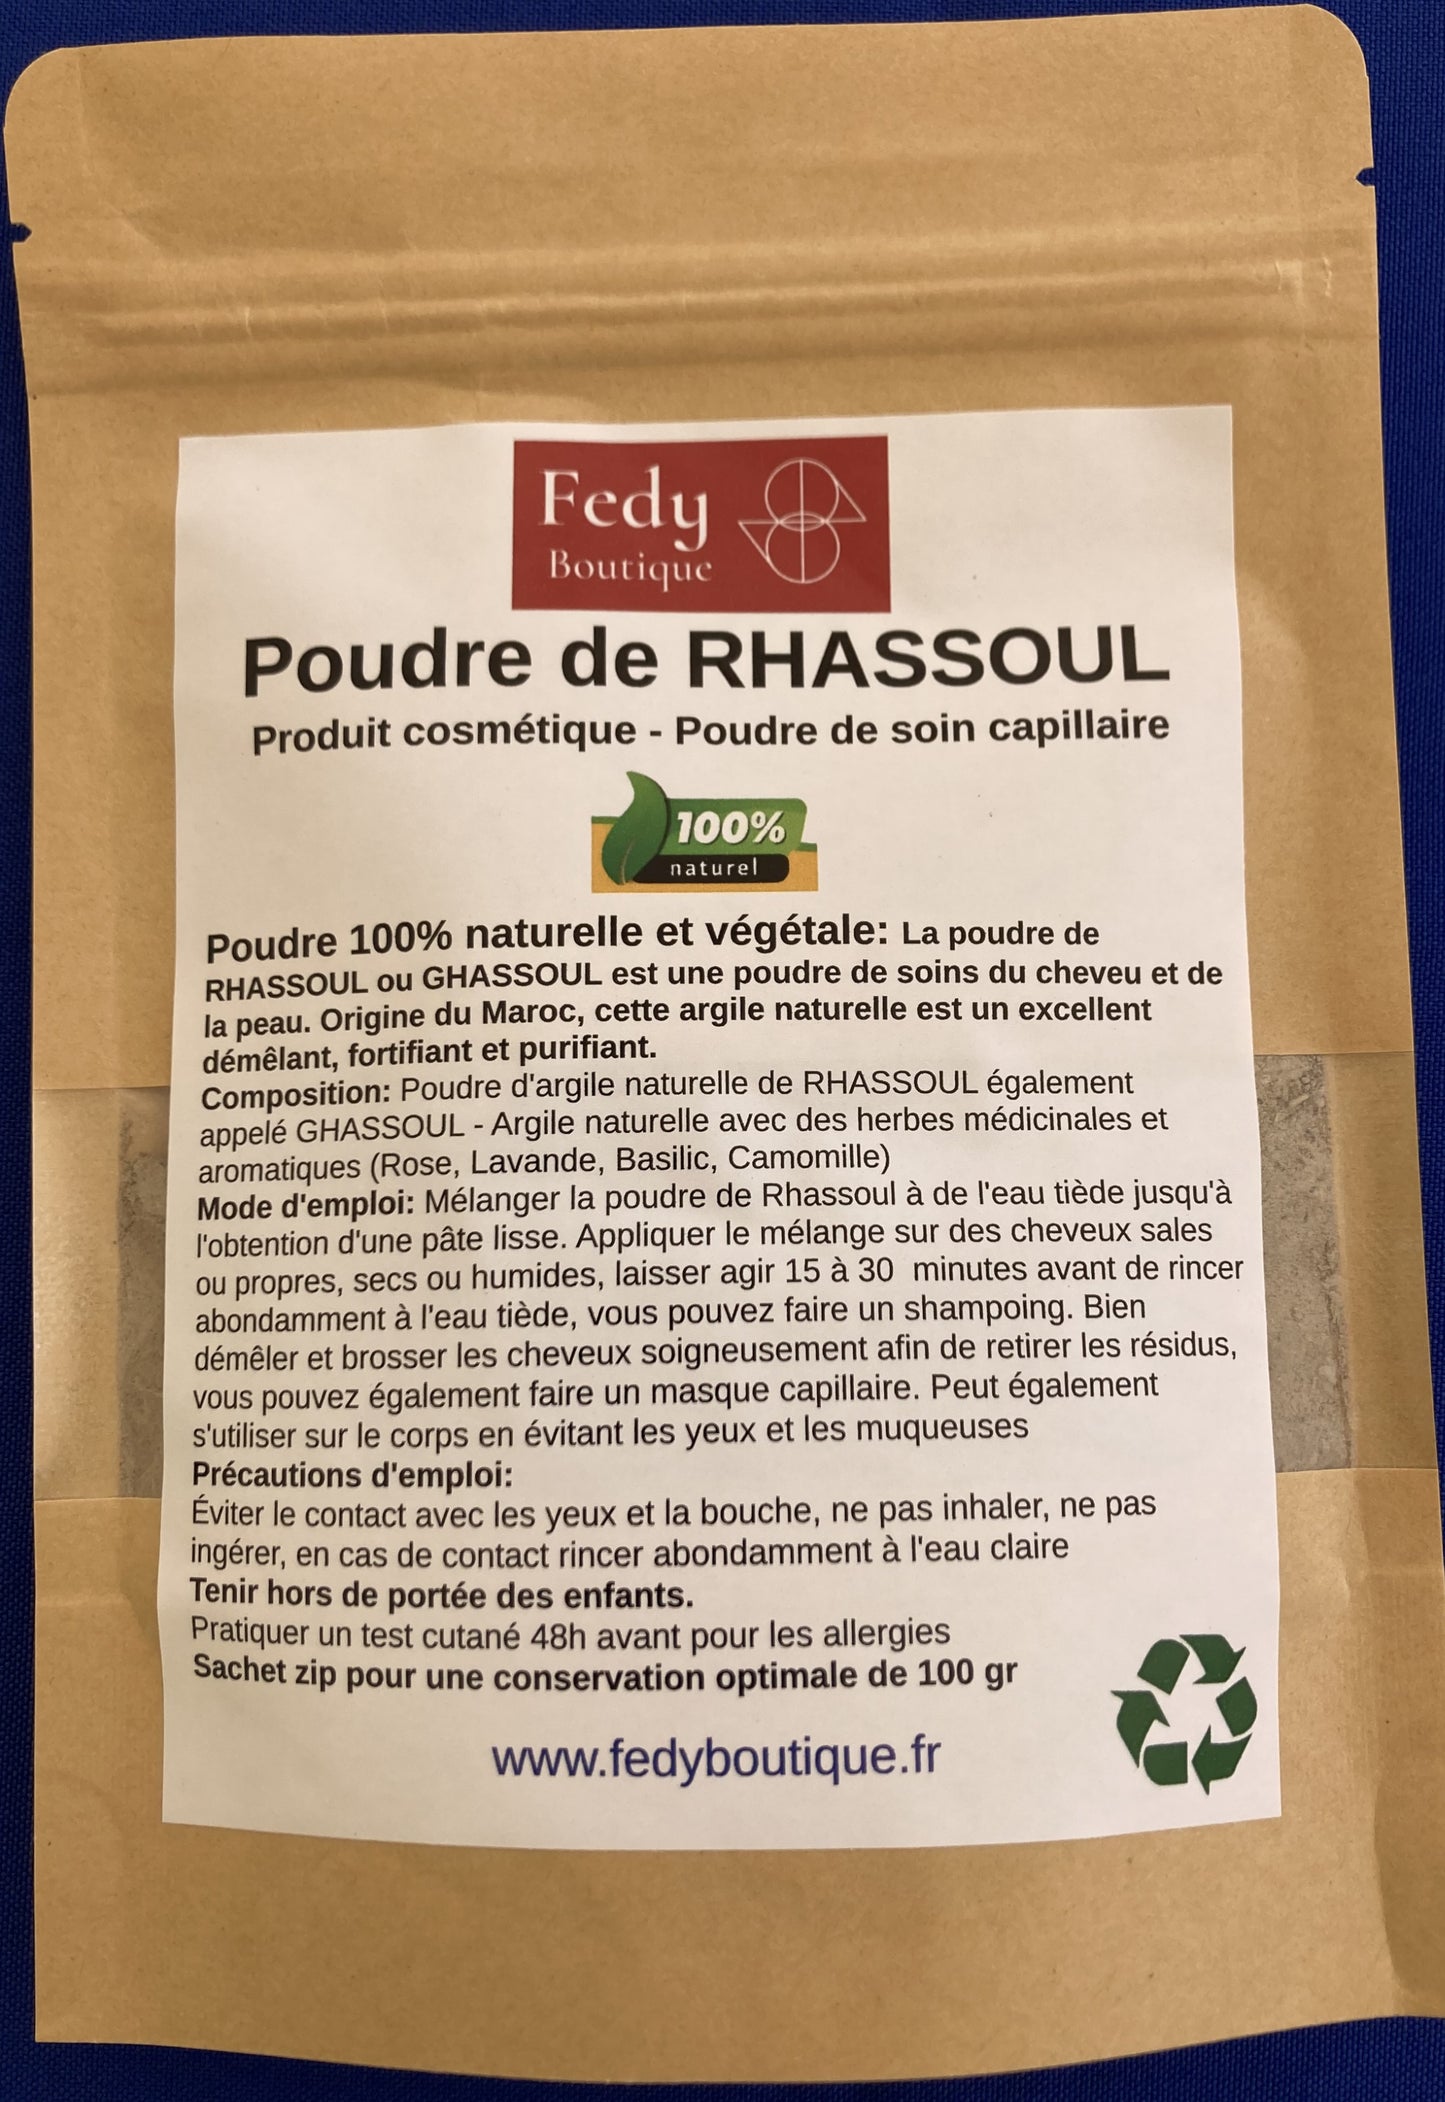 Fedy
Boutique
Poudre de RHASSOUL
Produit cosmétique - Poudre de soin capillaire
100%
naturel
Poudre 100% naturelle et végétale: La poudre de
RHASSOUL ou GHASSOUL est une poudre de soins du cheveu et de
la peau. Origine du Maroc, cette argile naturelle est un excellent
démêlant, fortifiant et purifiant.
Composition: Poudre d'argile naturelle de RHASSOUL également
appelé GHASSOUL - Argile naturelle avec des herbes médicinales et
aromatiques (Rose, Lavande, Basilic, Camomille)
Mode d'emploi: Mélanger la poudre de Rhassoul à de l'eau tiède jusqu'à
l'obtention d'une pâte lisse. Appliquer le mélange sur des cheveux sales
ou propres, secs ou humides, laisser agir 15 à 30  minutes avant de rincer
abondamment à l'eau tiède, vous pouvez faire un shampoing. Bien
démêler et brosser les cheveux soigneusement afin de retirer les résidus,
vous pouvez également faire un masque capillaire. Peut également
s'utiliser sur le corps en évitant les yeux et les muqueuses
Précautions d'emploi:
Éviter le contact avec les yeux et la bouche, ne pas inhaler, ne pas
ingérer, en cas de contact rincer abondamment à l'eau claire
Tenir hors de portée des enfants.
Pratiquer un test cutané 48h avant pour les allergies
Sachet zip pour une conservation optimale de 100 gr
www.fedyboutique.fr